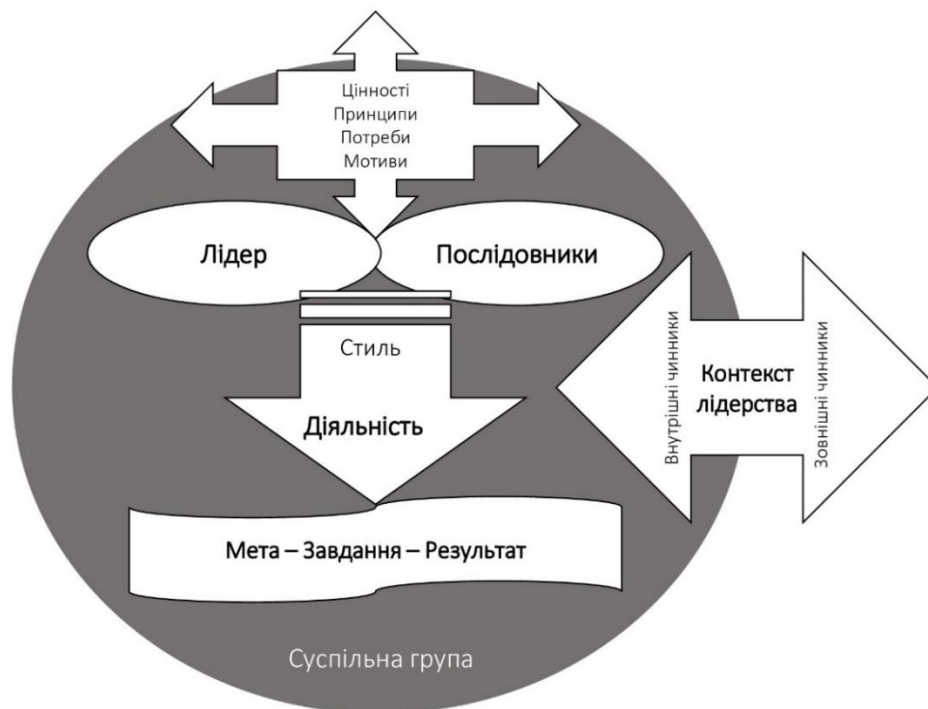 Цінності
Принципи
Потреби
Мотиви
Лідер
Послідовники
Стиль
Діяльність
Внутрішні чинники
Контекст
лідерства
Зовнішні чинники
Мета – Завдання – Результат
Суспільна група